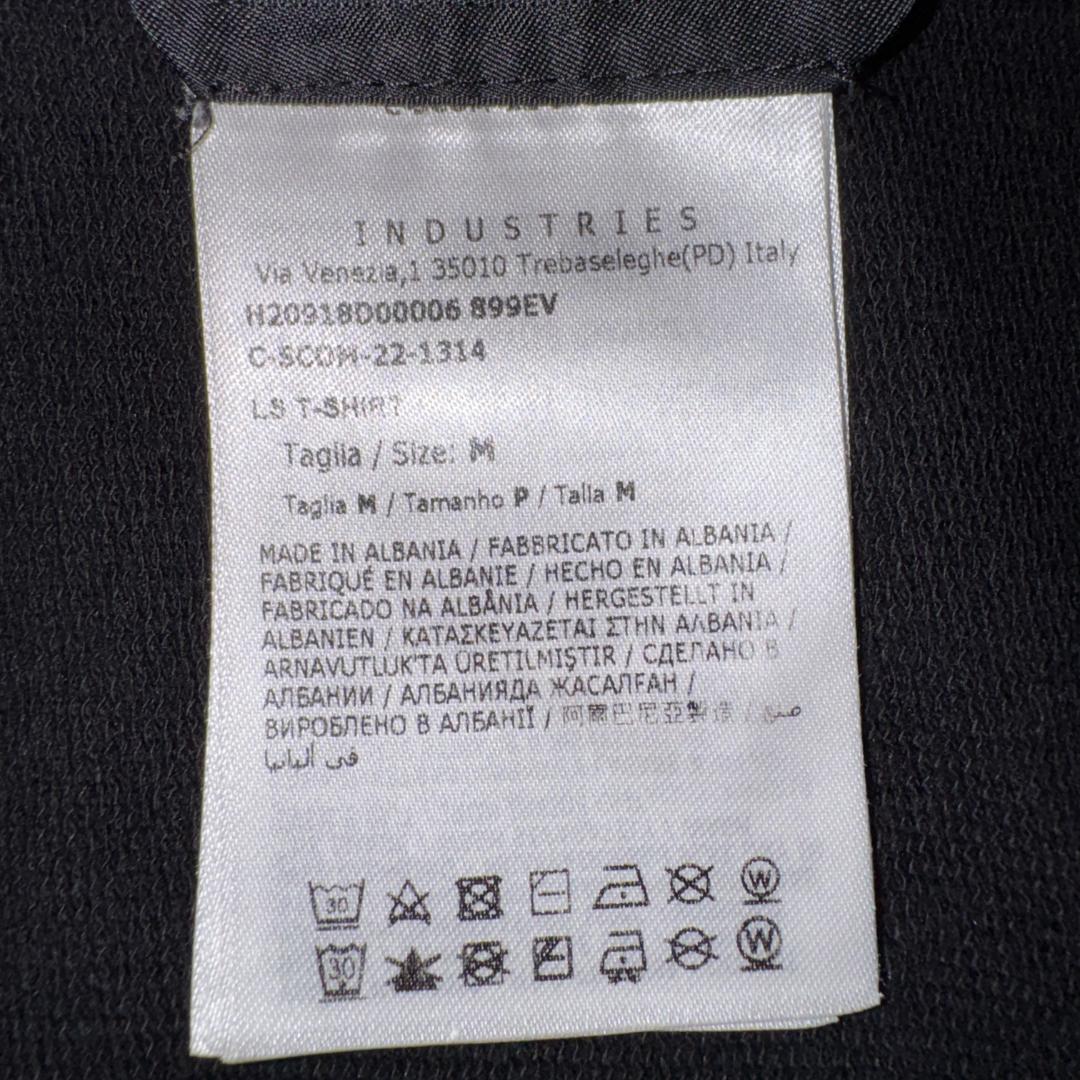 INDUSTRIES
Via Venezia,1 35010 Trebaseleghe(PD) Italy
H20918D00006 899EV
C-SCOM-22-1314
LS T-SHIRT
Taglia / Size: M
Taglia M / Tamanho P / Talla M
MADE IN ALBANIA / FABBRICATO IN ALBANIA /
FABRIQUÉ EN ALBANIE / HECHO EN ALBANIA /
FABRICADO NA ALBÂNIA / HERGESTELLT IN
ALBANIEN / ΚΑΤΑΣΚΕΥΑΖΕΤΑΙ ΣΤΗΝ ΑΛΒΑΝΙΑ /
ARNAVUTLUK'TA ÜRETILMIŞTIR / СДЕЛАНО В
АЛБАНИИ / АЛБАНИЯДА ЖАСАЛҒАН /
ВИРОБЛЕНО В АЛБАНІЇ / 阿爾巴尼亞製造 / صنع
في ألبانيا
30
W
30
W